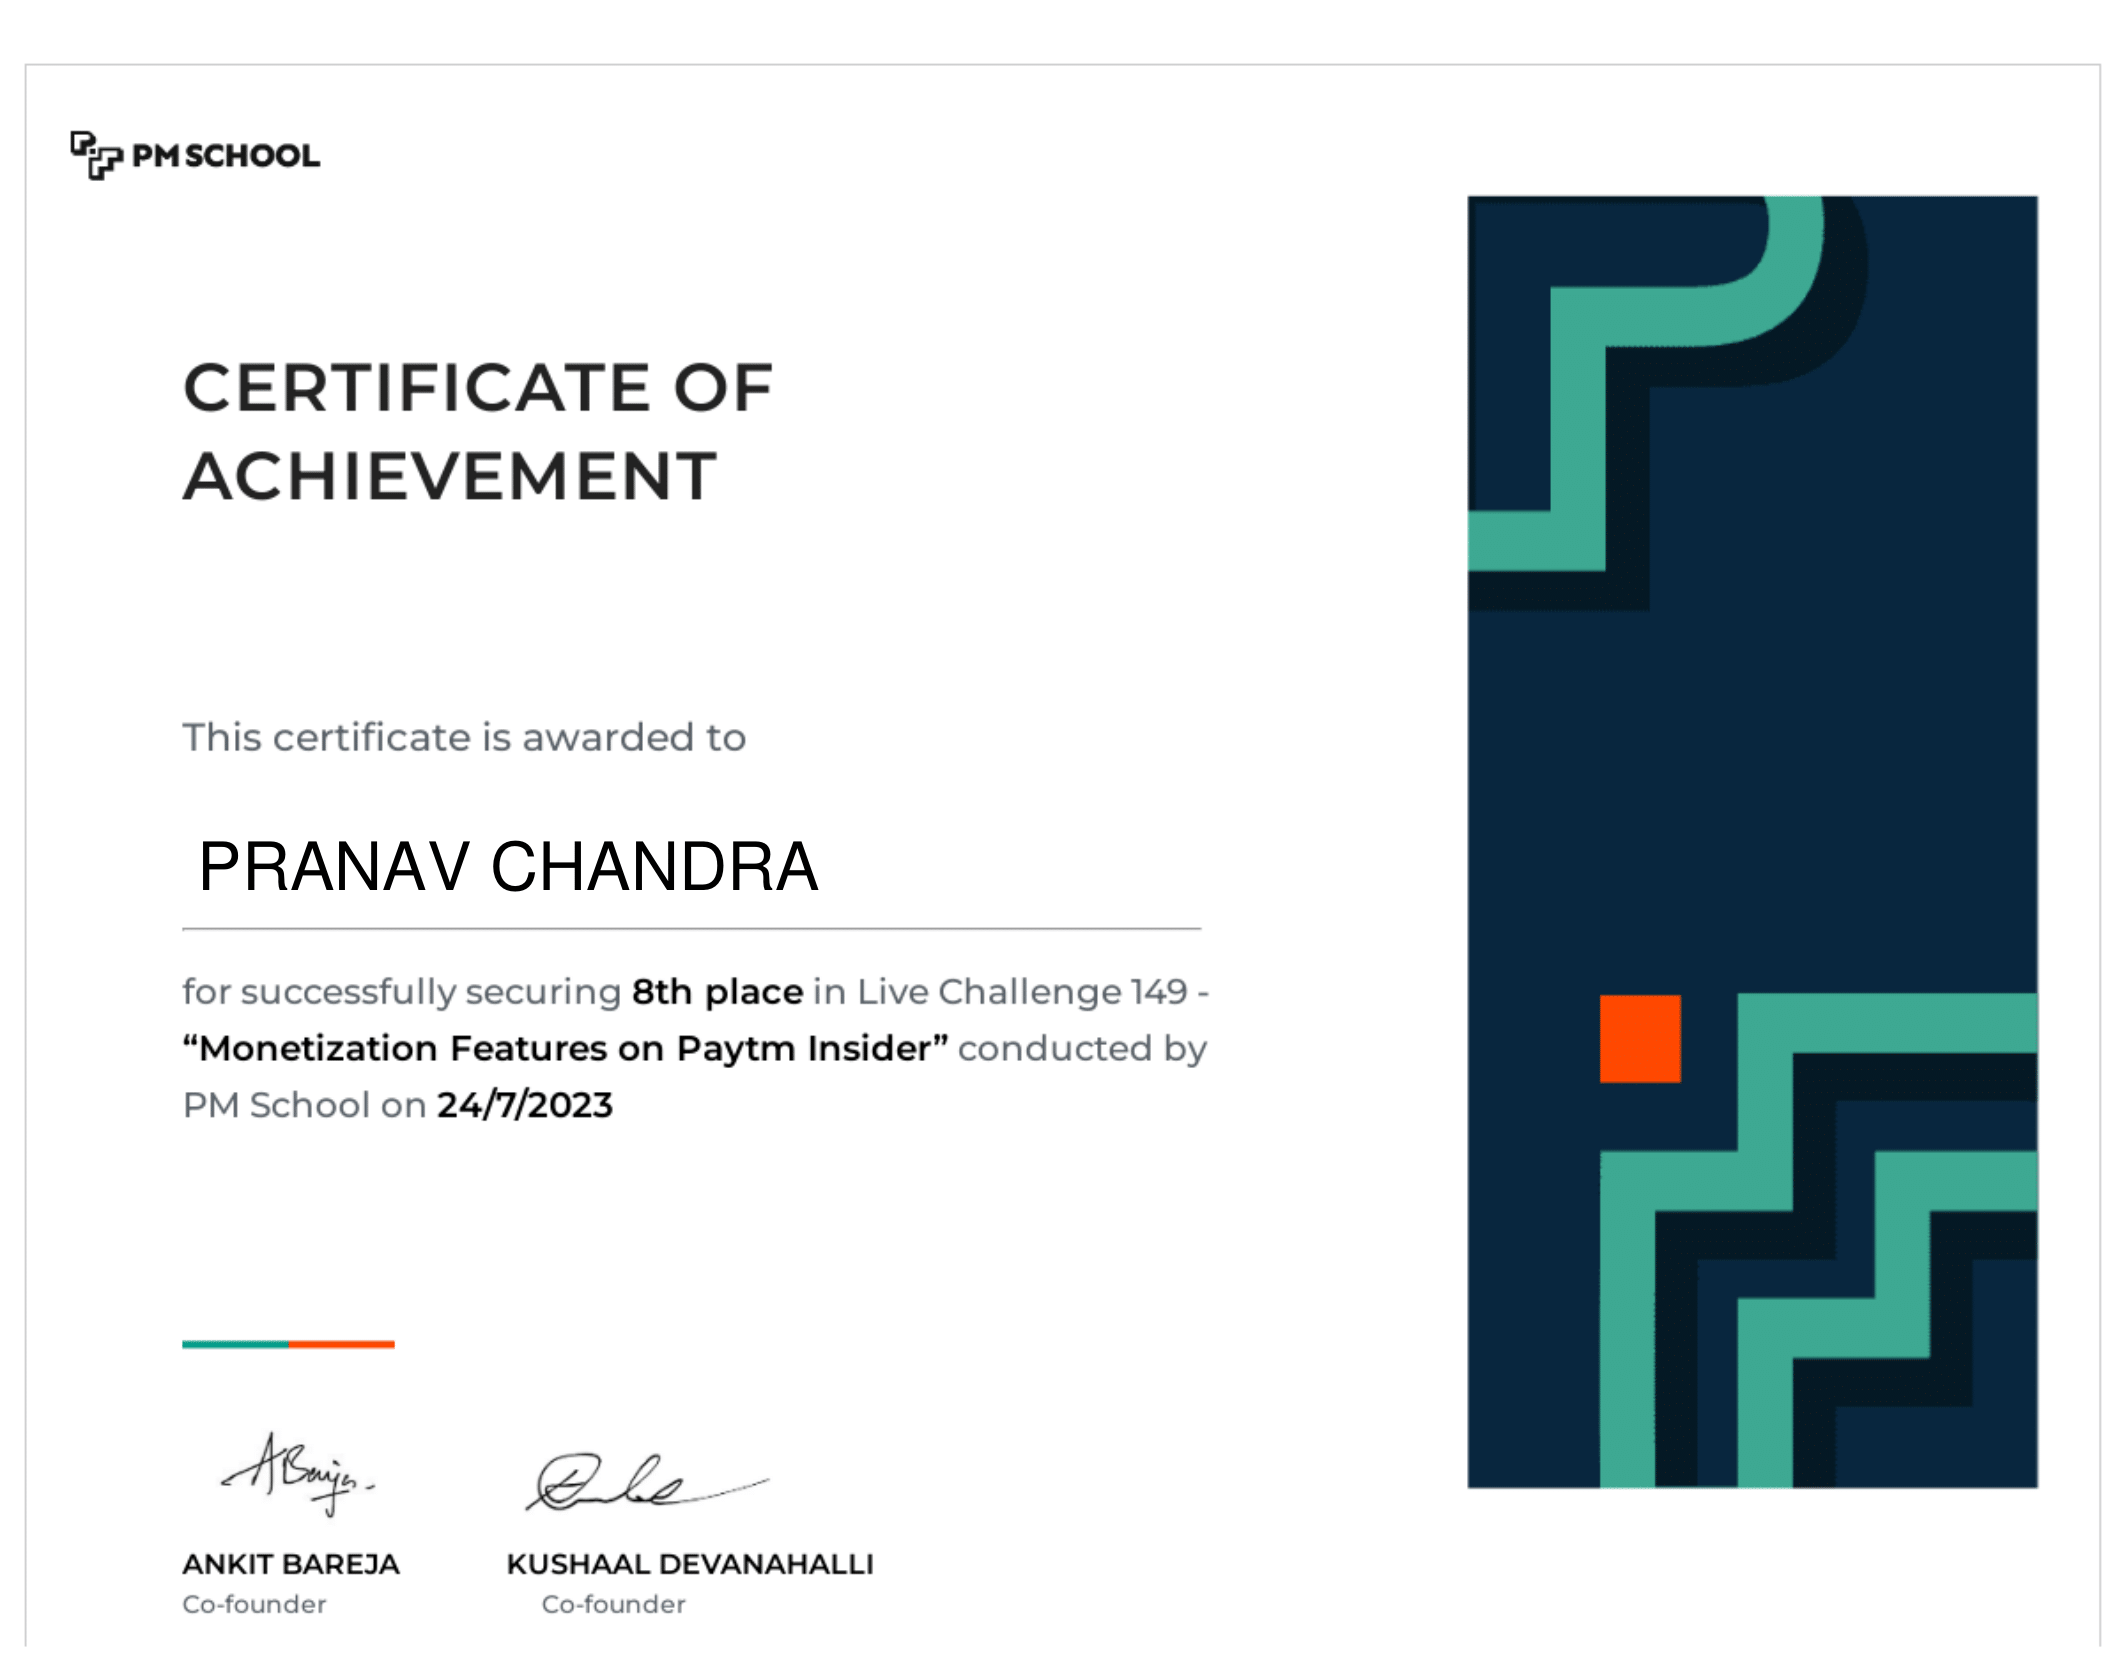 PM SCHOOL
CERTIFICATE OF
ACHIEVEMENT
This certificate is awarded to
PRANAV CHANDRA
for successfully securing 8th place in Live Challenge 149 -
“Monetization Features on Paytm Insider” conducted by
PM School on 24/7/2023
ABarija.
ANKIT BAREJA KUSHAAL DEVANAHALLI
Co-founder Co-founder